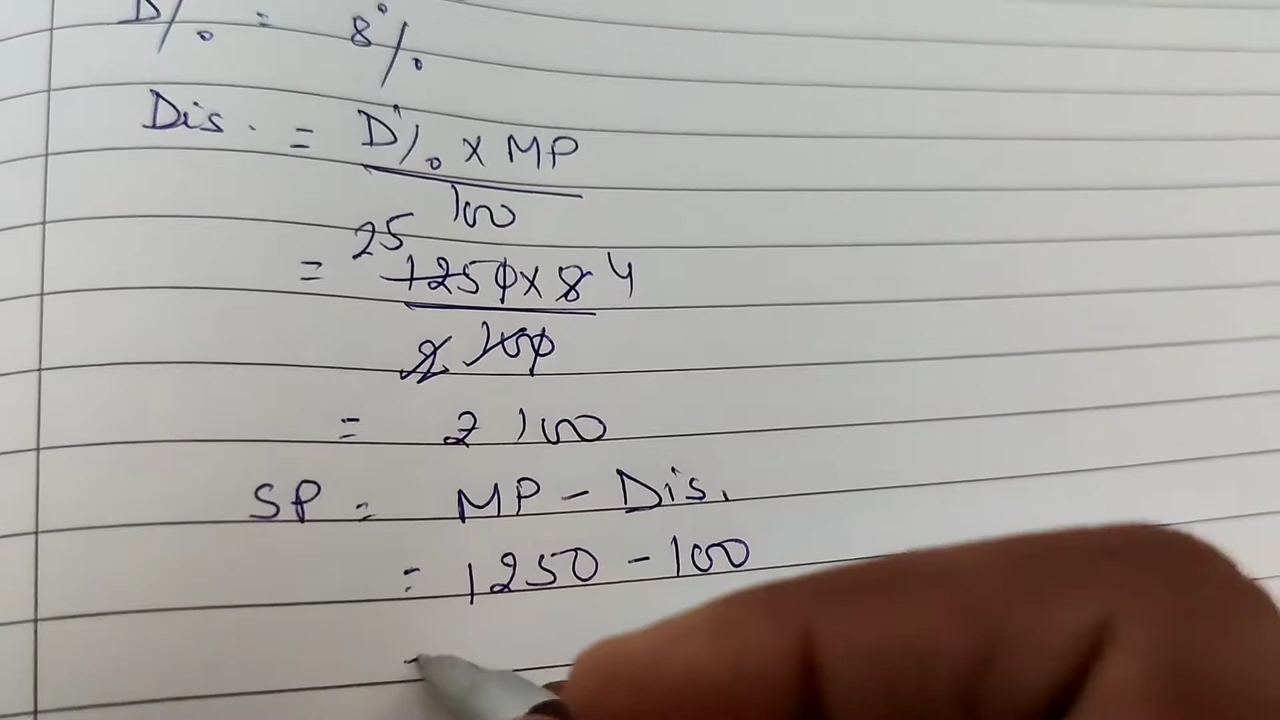 D% = 8%
Dis. = D% x MP
100
25
= 1250 x 8 4
2 100
= 2 100
SP = MP - Dis.
= 1250 - 100
-